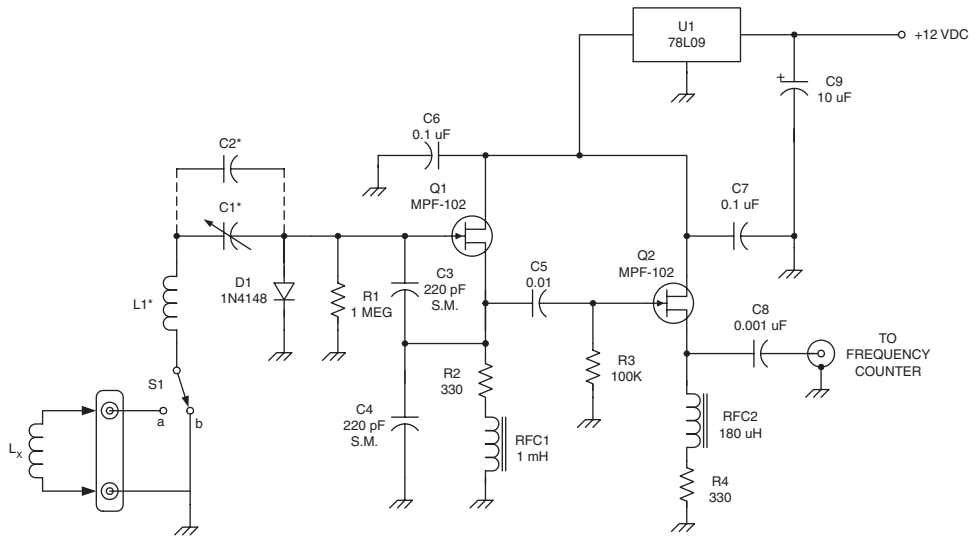 U1
78L09
+12 VDC
C9
10 uF
+
C6
0.1 uF
C2*
C1*
Q1
MPF-102
C7
0.1 uF
Q2
MPF-102
C5
0.01
C3
220 pF
S.M.
D1
1N4148
R1
1 MEG
L1*
C8
0.001 uF
TO
FREQUENCY
COUNTER
R3
100K
R2
330
S1
a
b
C4
220 pF
S.M.
RFC1
1 mH
RFC2
180 uH
LX
R4
330